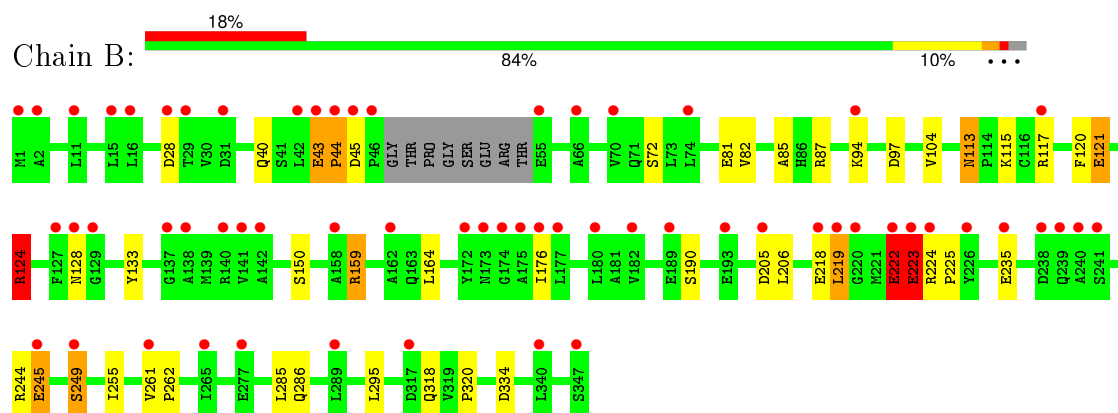 18%
Chain B:
84% 10% • • •
M1 A2 L11 L15 L16 D28 T29 V30 D31 Q40 S41 L42 E43 P44 D45 P46 GLY THR PRO GLY SER GLU ARG THR E55 A66 V70 Q71 S72 L73 L74 E81 V82 A85 H86 R87 K94 D97 V104 N113 P114 K115 C116 R117 F120 E121
R124 F127 N128 G129 Y133 G137 A138 M139 R140 V141 A142 S150 A158 R159 A162 Q163 L164 Y172 N173 G174 A175 I176 L177 L180 A181 V182 E189 S190 E193 D205 L206 E218 L219 G220 M221 E222 E223 R224 P225 Y226 E235 D238 Q239 A240 S241
R244 E245 S249 I255 V261 P262 I265 E277 L285 Q286 L289 L295 D317 Q318 V319 P320 D334 L340 S347